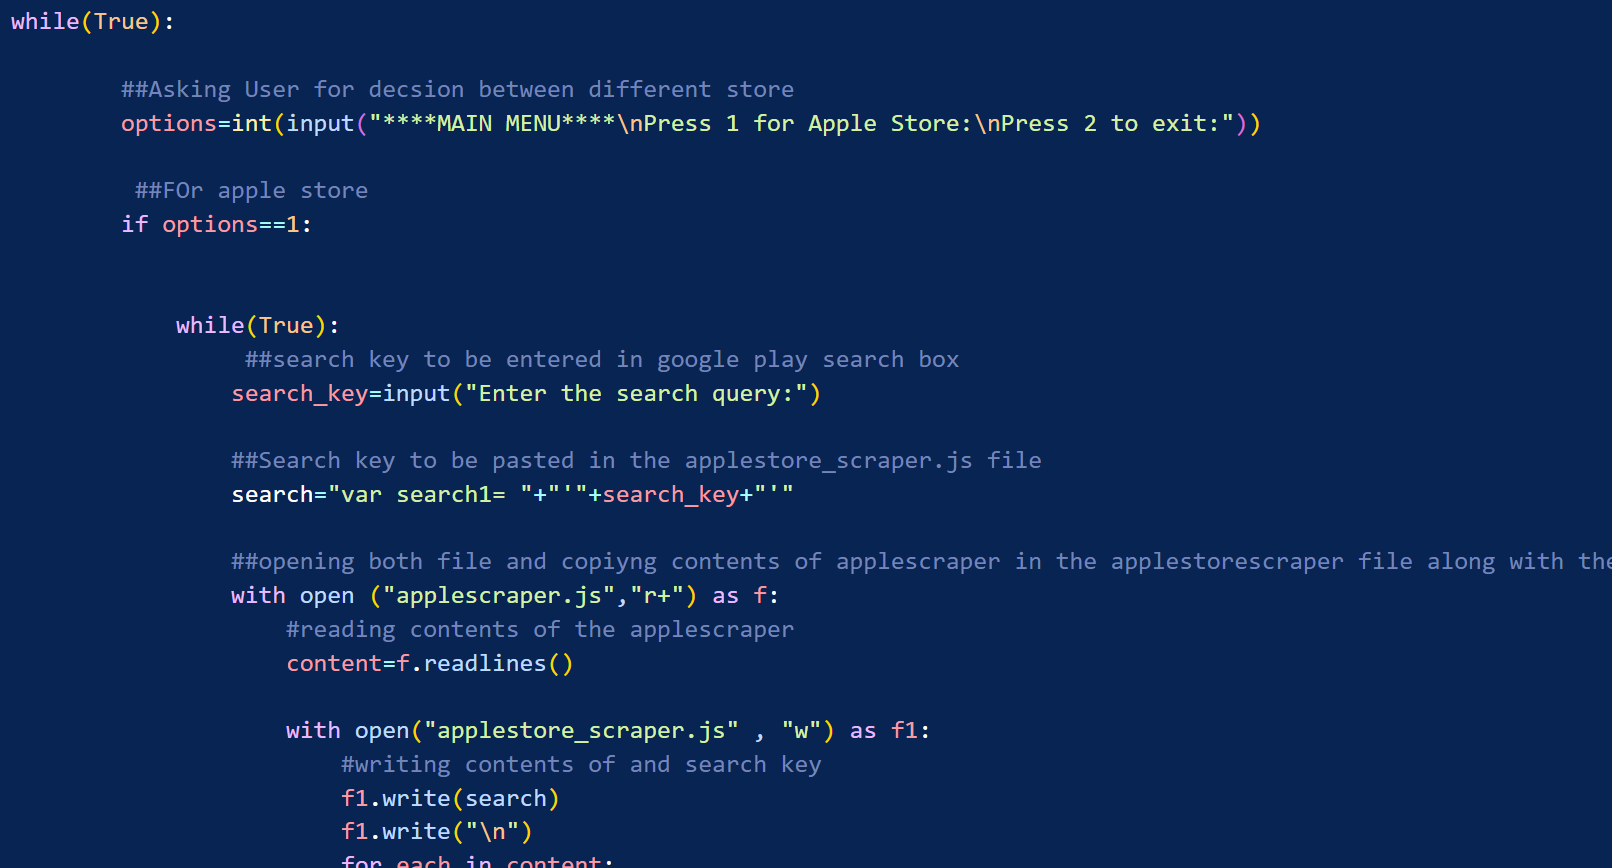 while(True):
##Asking User for decsion between different store
options=int(input("****MAIN MENU****\nPress 1 for Apple Store:\nPress 2 to exit:"))
##FOr apple store
if options==1:
while(True):
##search key to be entered in google play search box
search_key=input("Enter the search query:")
##Search key to be pasted in the applestore_scraper.js file
search="var search1= "+"'"+search_key+"'"
##opening both file and copiyng contents of applescraper in the applestorescraper file along with the
with open ("applescraper.js","r+") as f:
#reading contents of the applescraper
content=f.readlines()
with open("applestore_scraper.js" , "w") as f1:
#writing contents of and search key
f1.write(search)
f1.write("\n")
for each in content: